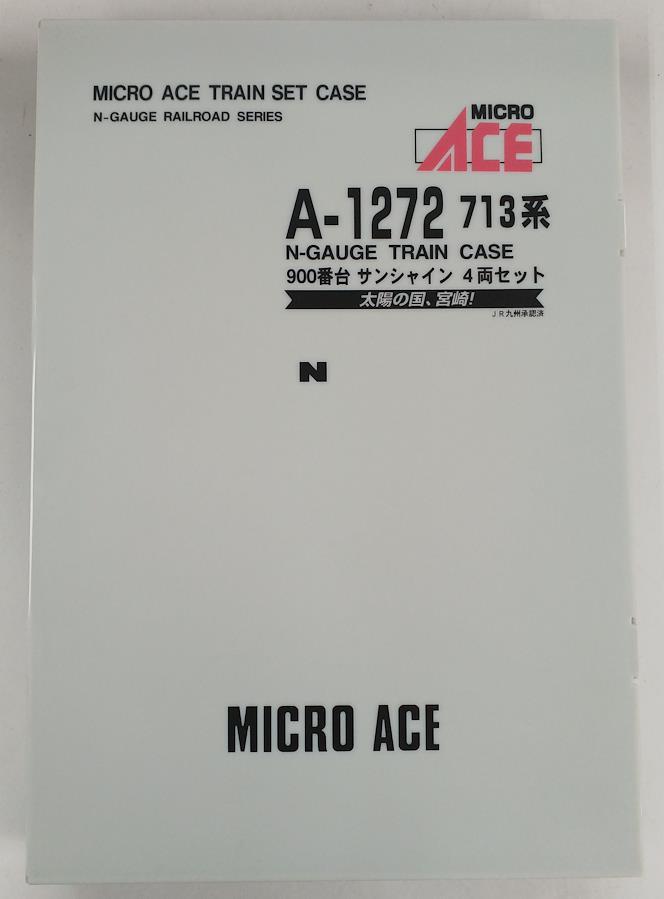 MICRO ACE TRAIN SET CASE
N-GAUGE RAILROAD SERIES
MICRO
ACE
A-1272 713系
N-GAUGE TRAIN CASE
900番台 サンシャイン 4両セット
太陽の国、宮崎!
JR九州承認済
N
MICRO ACE